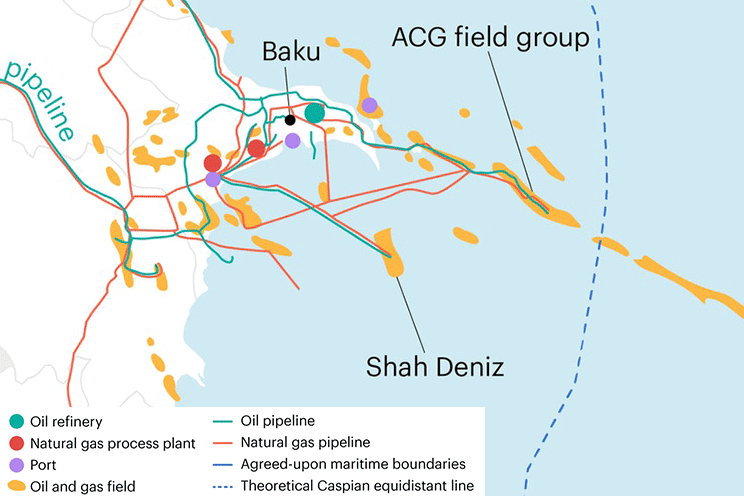 pipeline
Baku
ACG field group
Shah Deniz
Oil refinery
Natural gas process plant
Port
Oil and gas field
Oil pipeline
Natural gas pipeline
Agreed-upon maritime boundaries
Theoretical Caspian equidistant line